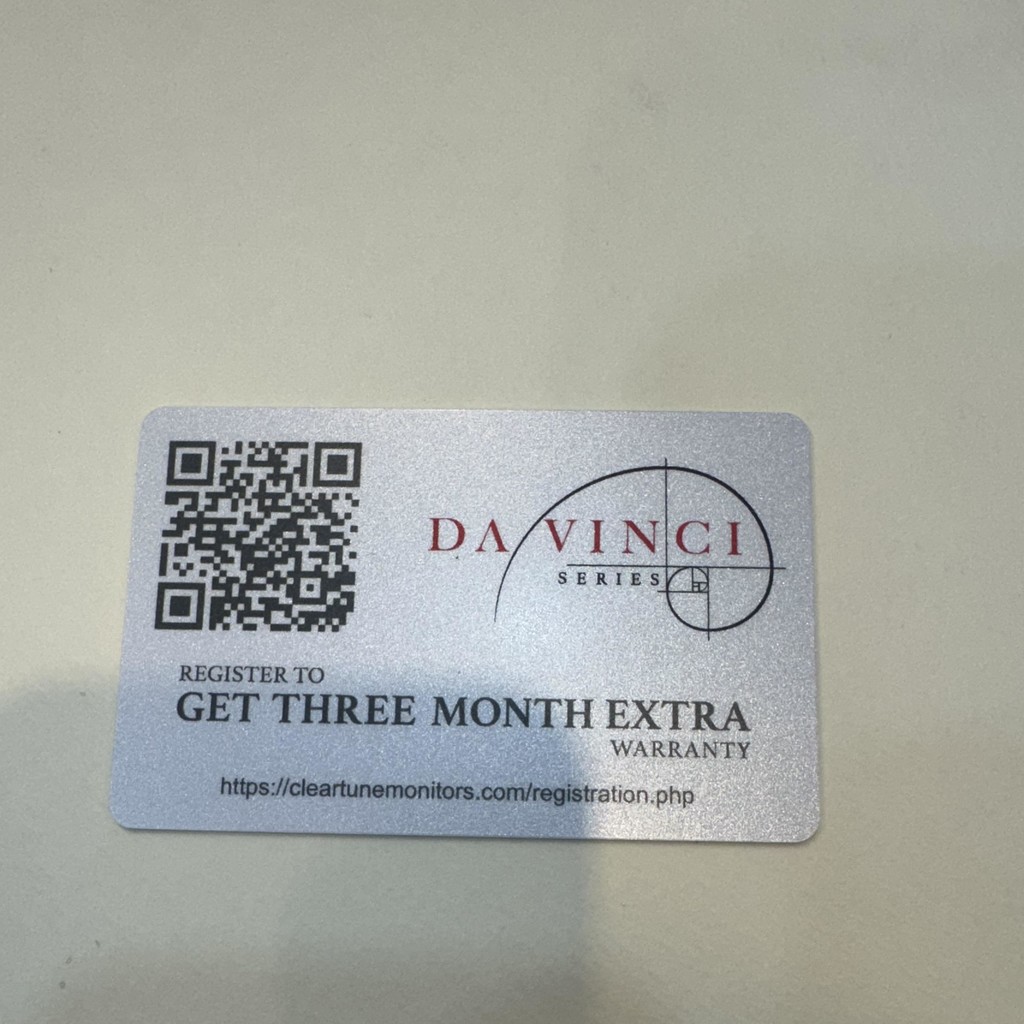 DA VINCI
SERIES
REGISTER TO
GET THREE MONTH EXTRA
WARRANTY
https://cleartunemonitors.com/registration.php